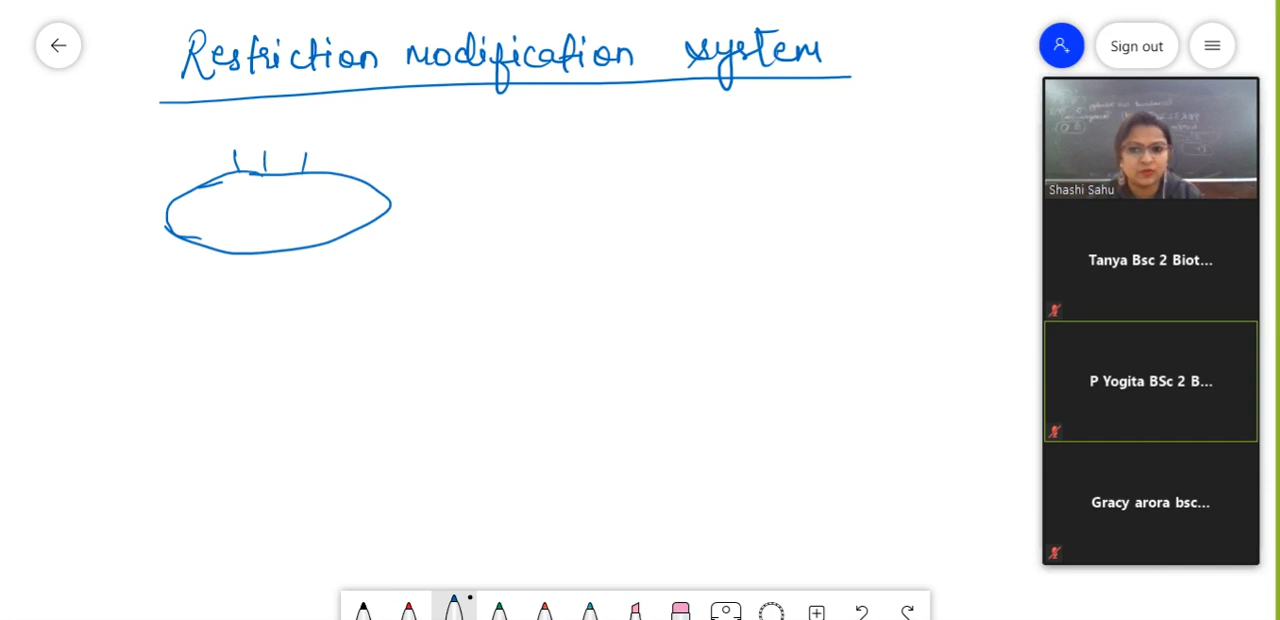 Restriction modification system
Sign out
Shashi Sahu
Tanya Bsc 2 Biot...
P Yogita BSc 2 B...
Gracy arora bsc...